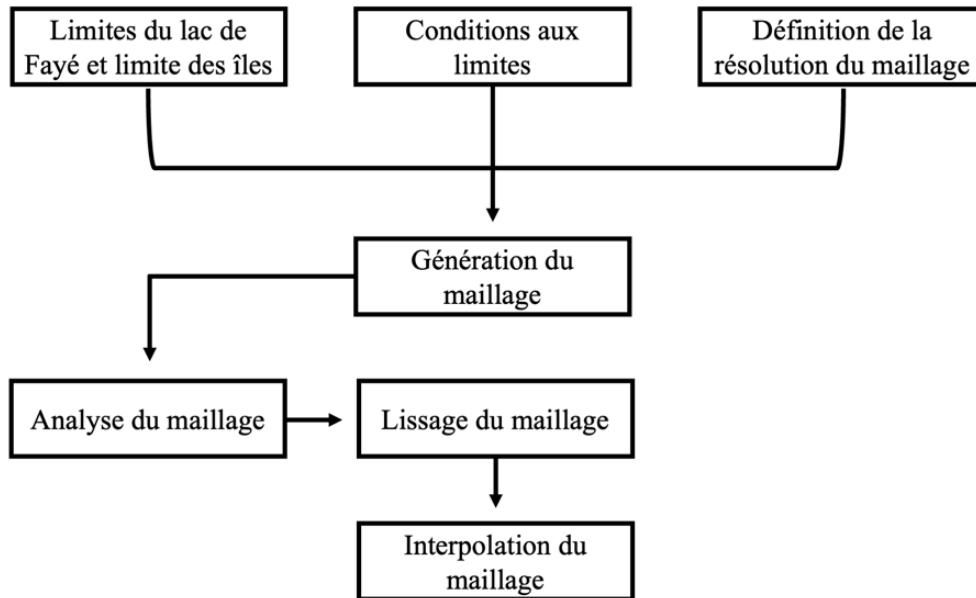 Limites du lac de
Fayé et limite des îles
Conditions aux
limites
Définition de la
résolution du maillage
Génération du
maillage
Analyse du maillage
Lissage du maillage
Interpolation du
maillage